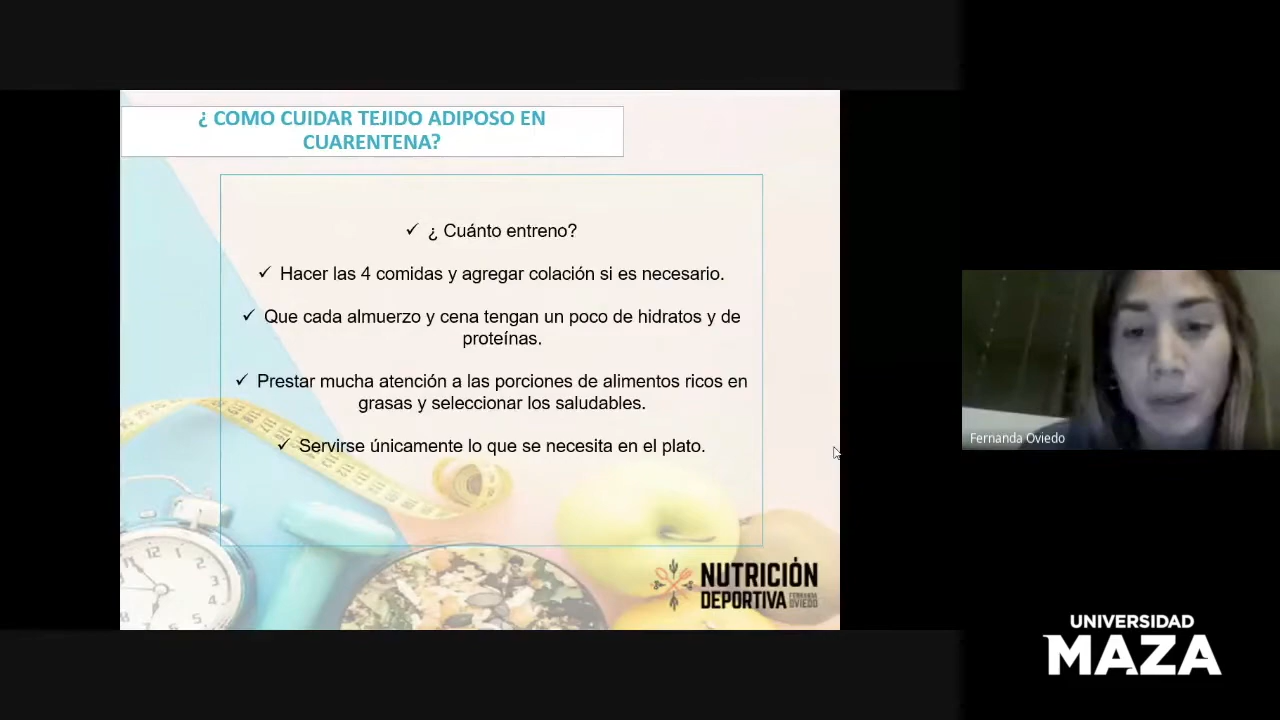 ¿ COMO CUIDAR TEJIDO ADIPOSO EN
CUARENTENA?
✓ ¿ Cuánto entreno?
✓ Hacer las 4 comidas y agregar colación si es necesario.
✓ Que cada almuerzo y cena tengan un poco de hidratos y de
proteínas.
✓ Prestar mucha atención a las porciones de alimentos ricos en
grasas y seleccionar los saludables.
✓ Servirse únicamente lo que se necesita en el plato.
NUTRICIÓN
DEPORTIVA FERNANDA
OVIEDO
Fernanda Oviedo
UNIVERSIDAD
MAZA